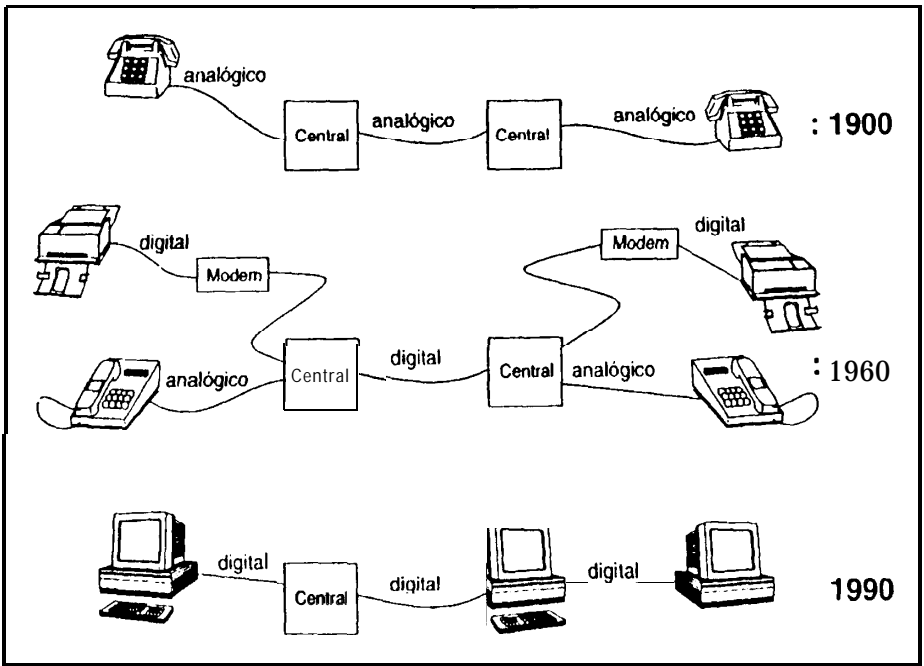 analógico
Central
analógico
Central
analógico
: 1900
digital
Modem
Modem
digital
analógico
Central
digital
Central
analógico
: 1960
digital
Central
digital
digital
1990